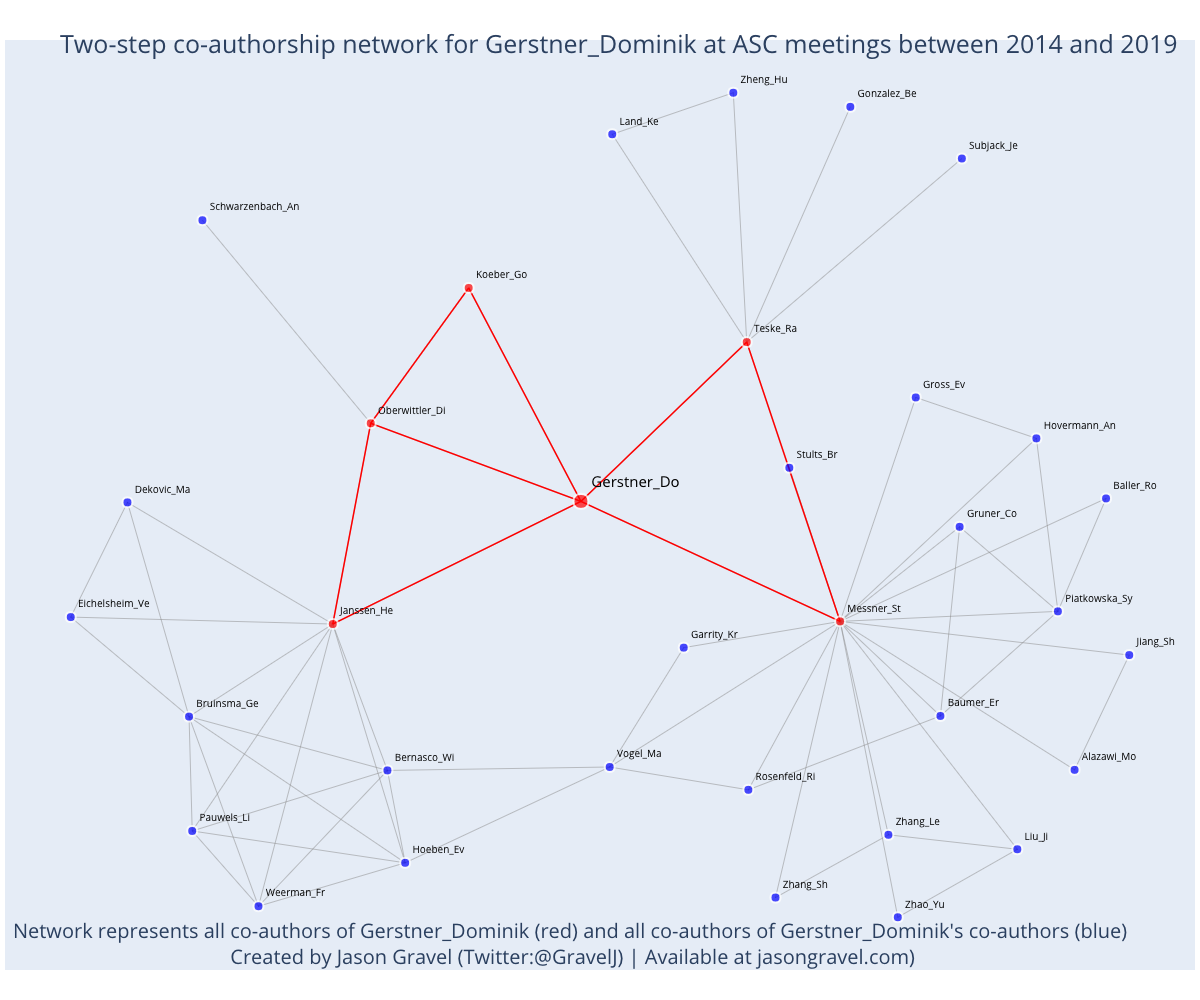 Two-step co-authorship network for Gerstner_Dominik at ASC meetings between 2014 and 2019
Zheng_Hu
Gonzalez_Be
Land_Ke
Subjack_Je
Schwarzenbach_An
Koeber_Go
Teske_Ra
Gross_Ev
Oberwittler_Di
Hovermann_An
Stults_Br
Gerstner_Do
Baller_Ro
Dekovic_Ma
Gruner_Co
Eichelsheim_Ve
Piatkowska_Sy
Janssen_He
Messner_St
Garrity_Kr
Jiang_Sh
Bruinsma_Ge
Baumer_Er
Vogel_Ma
Bernasco_Wi
Alazawi_Mo
Rosenfeld_Ri
Pauwels_Li
Zhang_Le
Liu_Ji
Hoeben_Ev
Zhang_Sh
Weerman_Fr
Zhao_Yu
Network represents all co-authors of Gerstner_Dominik (red) and all co-authors of Gerstner_Dominik's co-authors (blue)
Created by Jason Gravel (Twitter:@GravelJ) | Available at jasongravel.com)